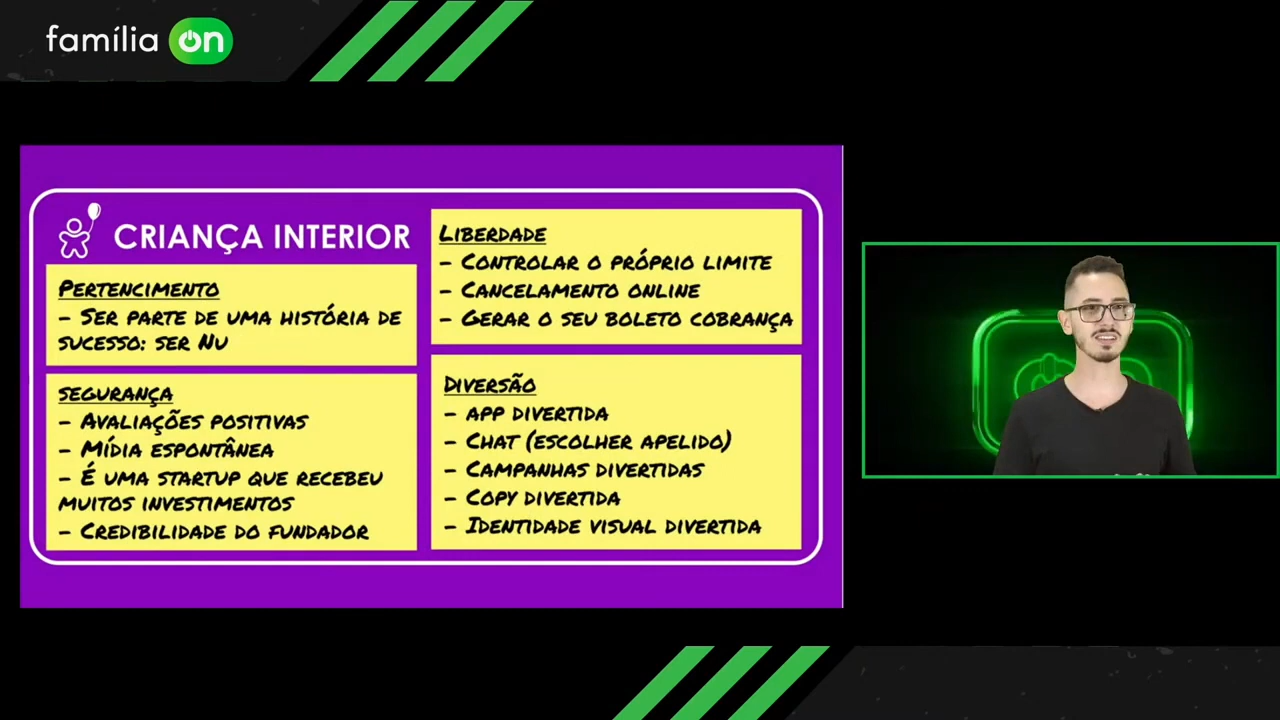 família on
CRIANÇA INTERIOR
PERTENCIMENTO
- SER PARTE DE UMA HISTÓRIA DE
SUCESSO: SER NU
SEGURANÇA
- AVALIAÇÕES POSITIVAS
- MÍDIA ESPONTÂNEA
- É UMA STARTUP QUE RECEBEU
MUITOS INVESTIMENTOS
- CREDIBILIDADE DO FUNDADOR
LIBERDADE
- CONTROLAR O PRÓPRIO LIMITE
- CANCELAMENTO ONLINE
- GERAR O SEU BOLETO COBRANÇA
DIVERSÃO
- APP DIVERTIDA
- CHAT (ESCOLHER APELIDO)
- CAMPANHAS DIVERTIDAS
- COPY DIVERTIDA
- IDENTIDADE VISUAL DIVERTIDA